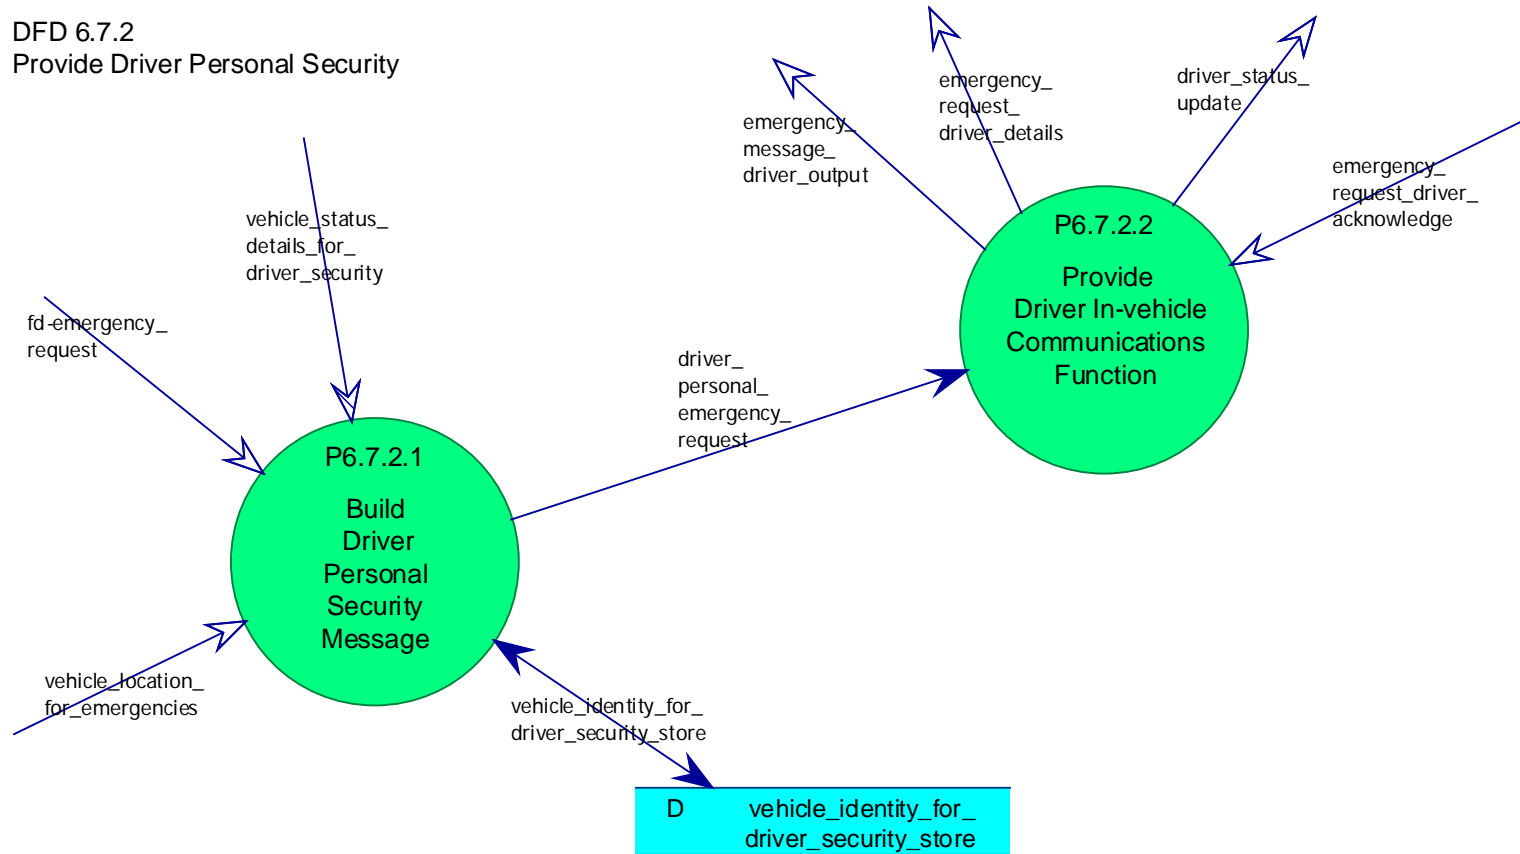 DFD 6.7.2
Provide Driver Personal Security
emergency_
request_
driver_details
driver_status_
update
emergency_
message_
driver_output
emergency_
request_driver_
acknowledge
vehicle_status_
details_for_
driver_security
P6.7.2.2
Provide
Driver In-vehicle
Communications
Function
fd-emergency_
request
driver_
personal_
emergency_
request
P6.7.2.1
Build
Driver
Personal
Security
Message
vehicle_location_
for_emergencies
vehicle_identity_for_
driver_security_store
D vehicle_identity_for_
driver_security_store